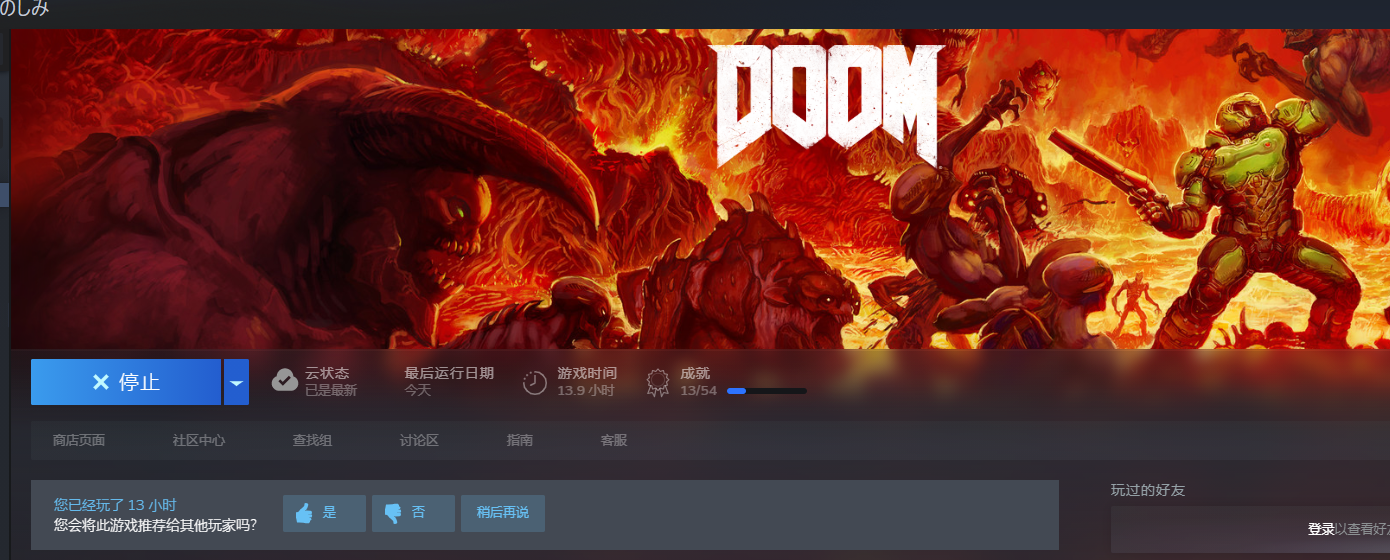 のしみ
DOOM
停止
云状态
已是最新
最后运行日期
今天
游戏时间
13.9 小时
成就
13/54
商店页面
社区中心
查找组
讨论区
指南
客服
您已经玩了 13 小时
您会将此游戏推荐给其他玩家吗?
是
否
稍后再说
玩过的好友
登录以查看好